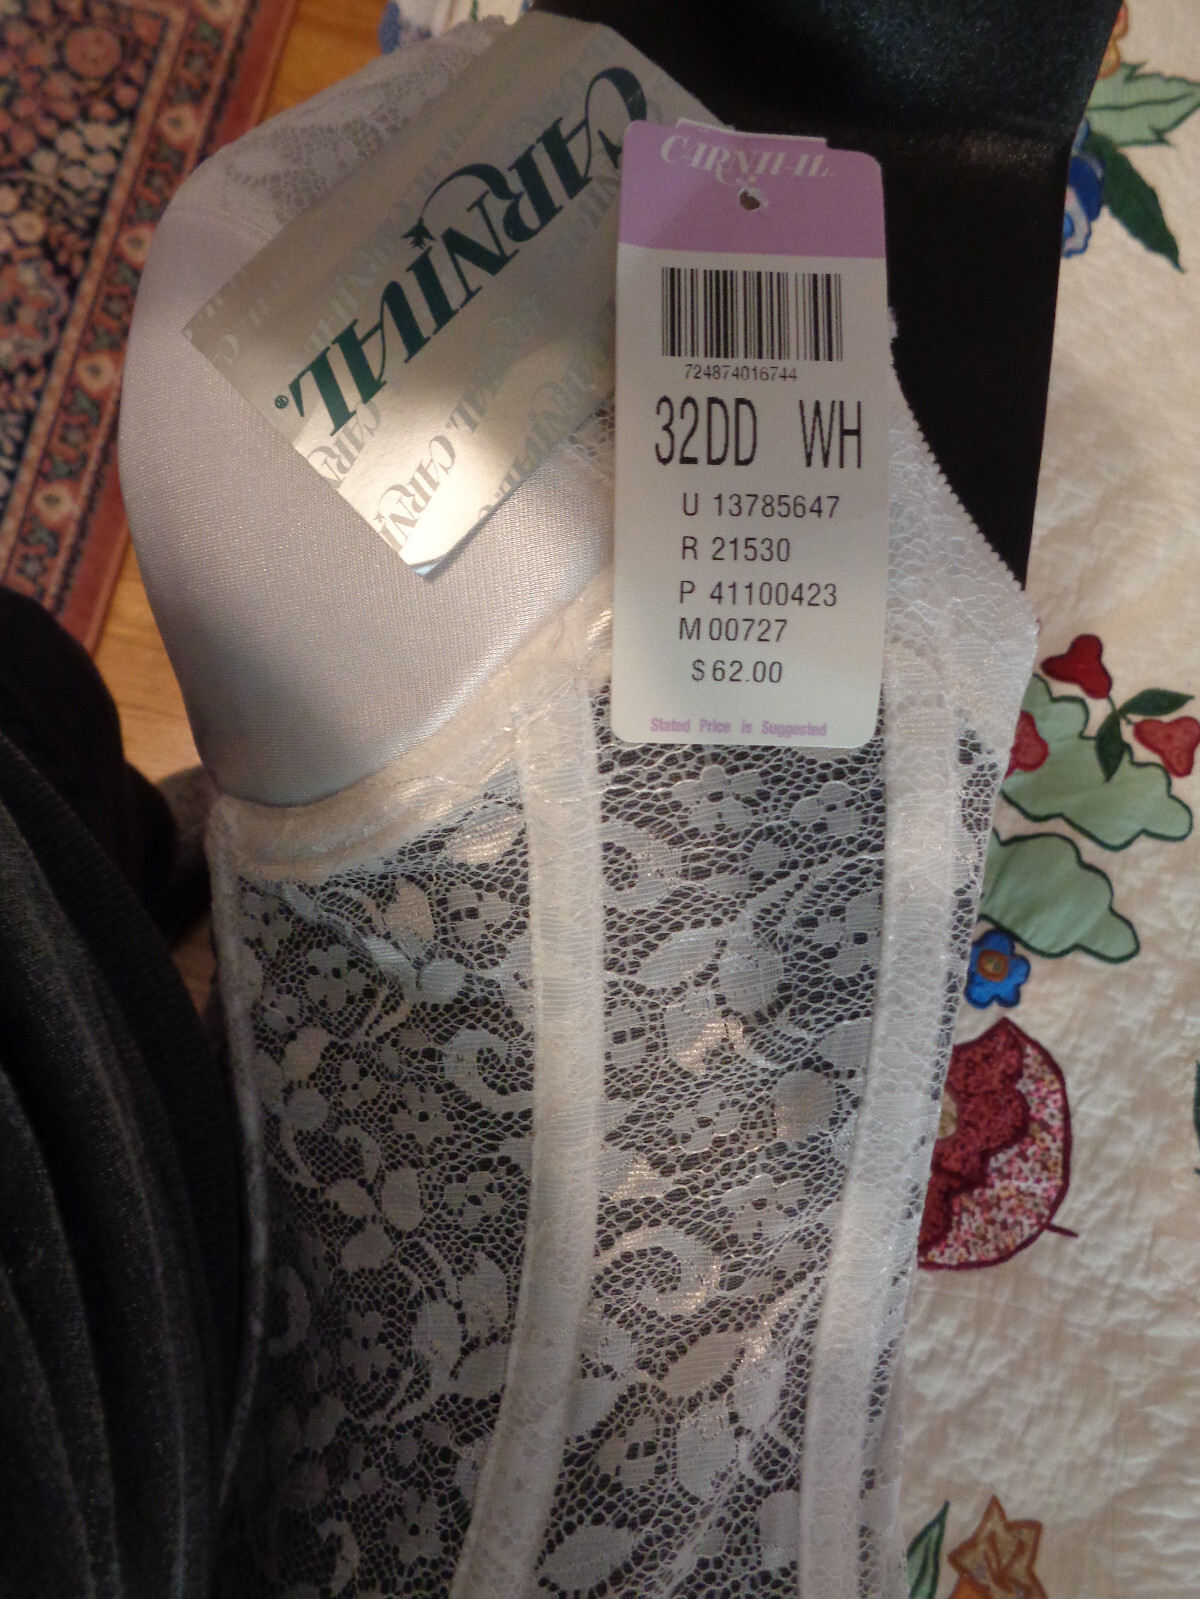 CARNIVAL®
CARNIVAL
724874016744
32DD WH
U 13785647
R 21530
P 41100423
M 00727
$62.00
Stated Price is Suggested